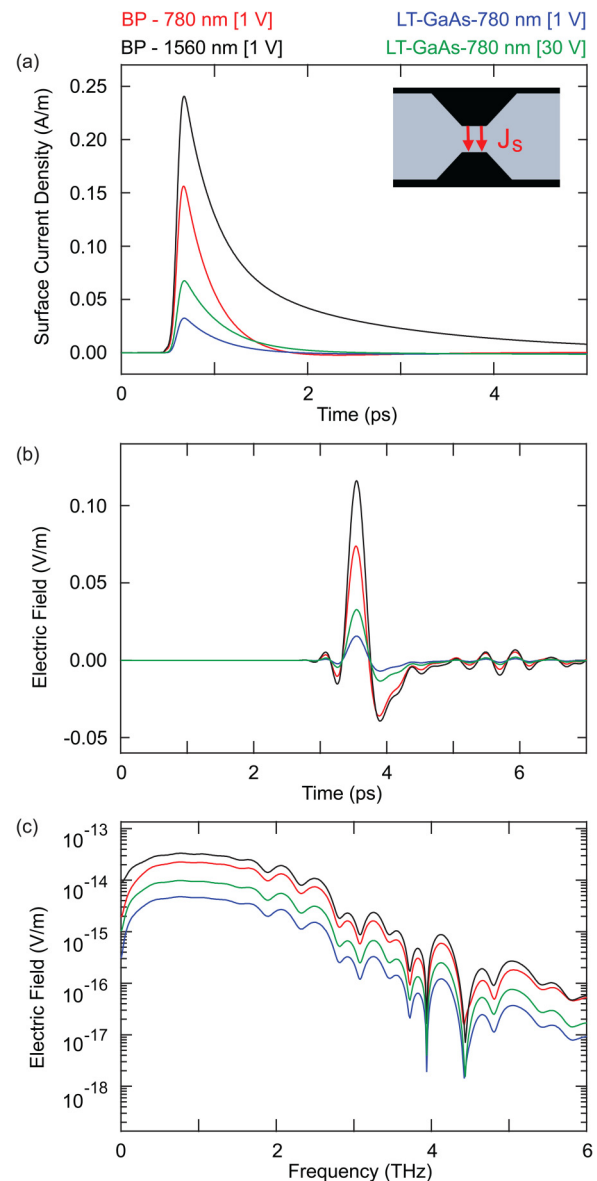 BP - 780 nm [1 V] LT-GaAs-780 nm [1 V]
BP - 1560 nm [1 V] LT-GaAs-780 nm [30 V]
(a)
0.25
0.20
0.15
0.10
0.05
0.00
Surface Current Density (A/m)
J_s
0 2 4
Time (ps)
(b)
0.10
0.05
0.00
-0.05
Electric Field (V/m)
0 2 4 6
Time (ps)
(c)
10^-13
10^-14
10^-15
10^-16
10^-17
10^-18
Electric Field (V/m)
0 2 4 6
Frequency (THz)